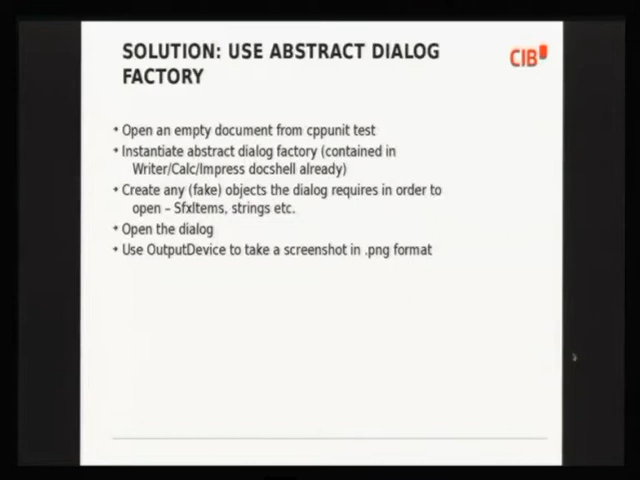 SOLUTION: USE ABSTRACT DIALOG
FACTORY
CIB
• Open an empty document from cppunit test
• Instantiate abstract dialog factory (contained in
Writer/Calc/Impress docshell already)
• Create any (fake) objects the dialog requires in order to
open – SfxItems, strings etc.
• Open the dialog
• Use OutputDevice to take a screenshot in .png format